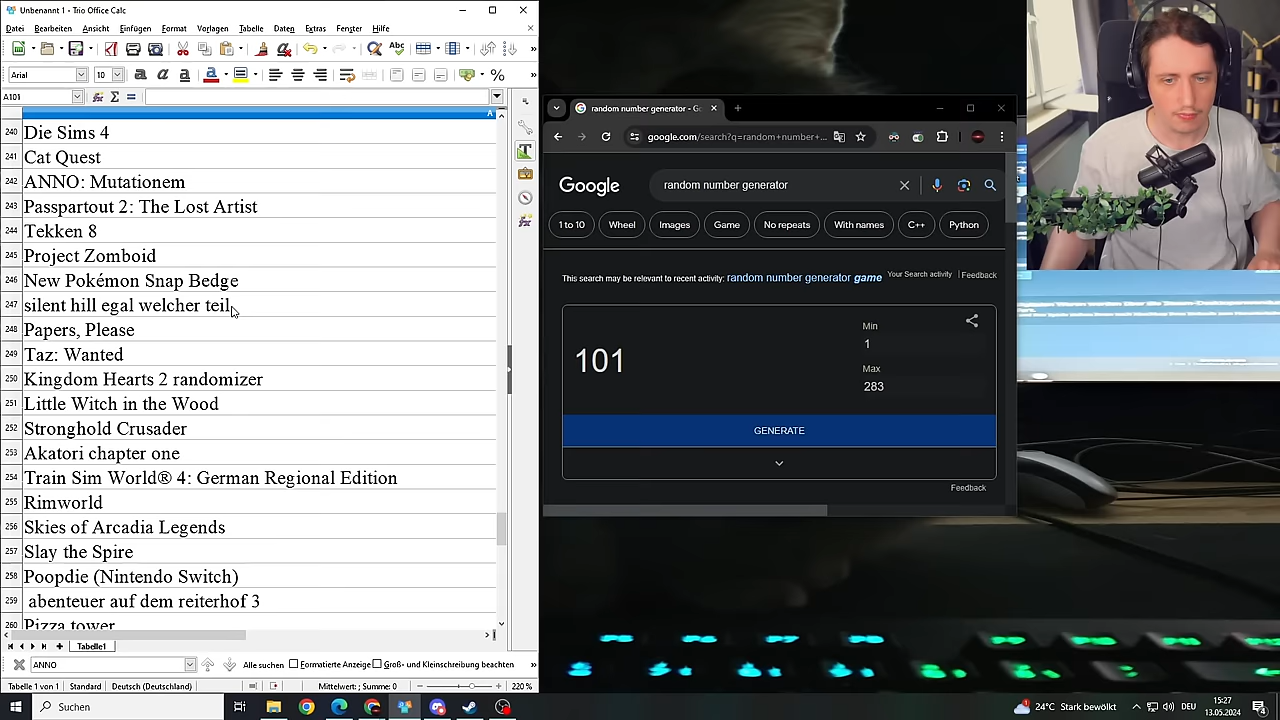 Unbenannt 1 - Trio Office Calc
Datei Bearbeiten Ansicht Einfügen Format Vorlagen Tabelle Daten Extras Fenster Hilfe
Arial 10
A101
A
240 Die Sims 4
241 Cat Quest
242 ANNO: Mutationem
243 Passpartout 2: The Lost Artist
244 Tekken 8
245 Project Zomboid
246 New Pokémon Snap Bedge
247 silent hill egal welcher teil
248 Papers, Please
249 Taz: Wanted
250 Kingdom Hearts 2 randomizer
251 Little Witch in the Wood
252 Stronghold Crusader
253 Akatori chapter one
254 Train Sim World® 4: German Regional Edition
255 Rimworld
256 Skies of Arcadia Legends
257 Slay the Spire
258 Poopdie (Nintendo Switch)
259 abenteuer auf dem reiterhof 3
260 Pizza tower
Tabelle1
ANNO Alle suchen Formatierte Anzeige Groß- und Kleinschreibung beachten
Tabelle 1 von 1 Standard Deutsch (Deutschland) Mittelwert: ; Summe: 0 220 %
Suchen
random number generator - G
google.com/search?q=random+number+...
Google random number generator
1 to 10 Wheel Images Game No repeats With names C++ Python
This search may be relevant to recent activity: random number generator game Your Search activity | Feedback
101
Min
1
Max
283
GENERATE
Feedback
24°C Stark bewölkt DEU 15:27
13.05.2024